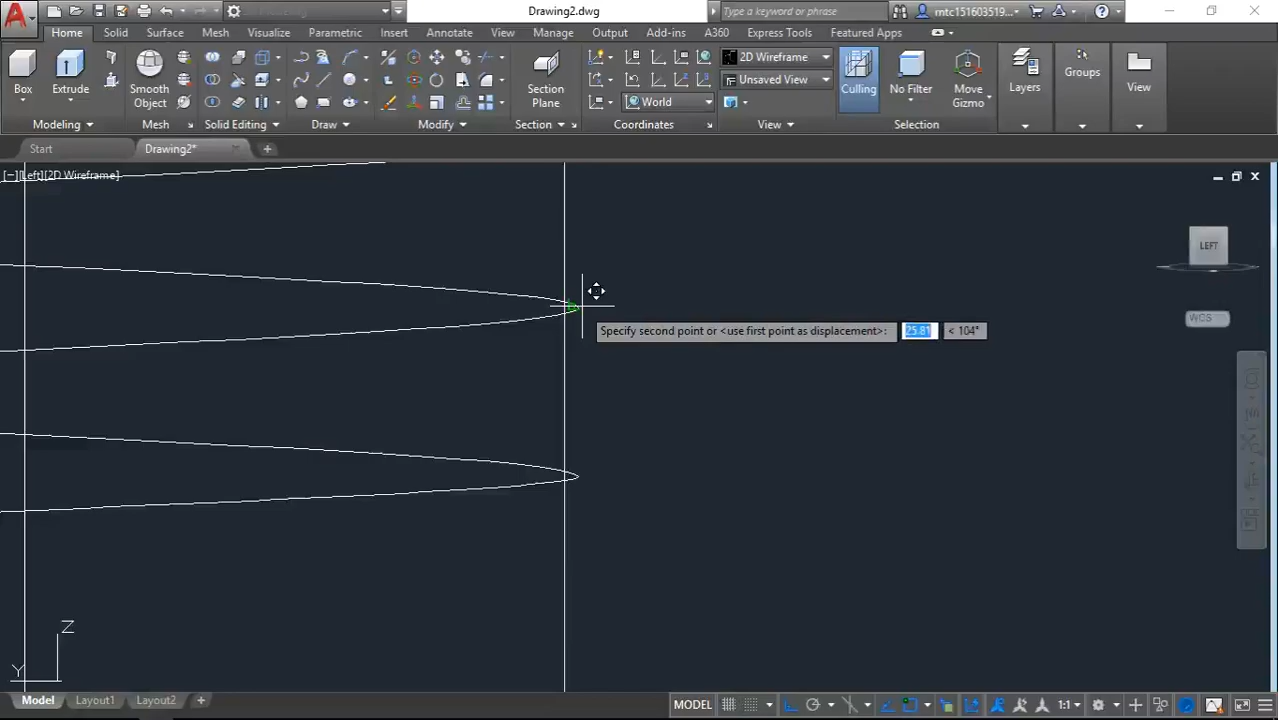 Drawing2.dwg
Type a keyword or phrase
rntc151603519...
Home Solid Surface Mesh Visualize Parametric Insert Annotate View Manage Output Add-ins A360 Express Tools Featured Apps
Box
Extrude
Smooth Object
Section Plane
2D Wireframe
Unsaved View
World
Culling
No Filter
Move Gizmo
Layers
Groups
View
Modeling Mesh Solid Editing Draw Modify Section Coordinates View Selection
Start Drawing2*
[−][Left][2D Wireframe]
LEFT
WCS
Specify second point or <use first point as displacement>: 25.81 < 104°
Z
Y
Model Layout1 Layout2
MODEL 1:1